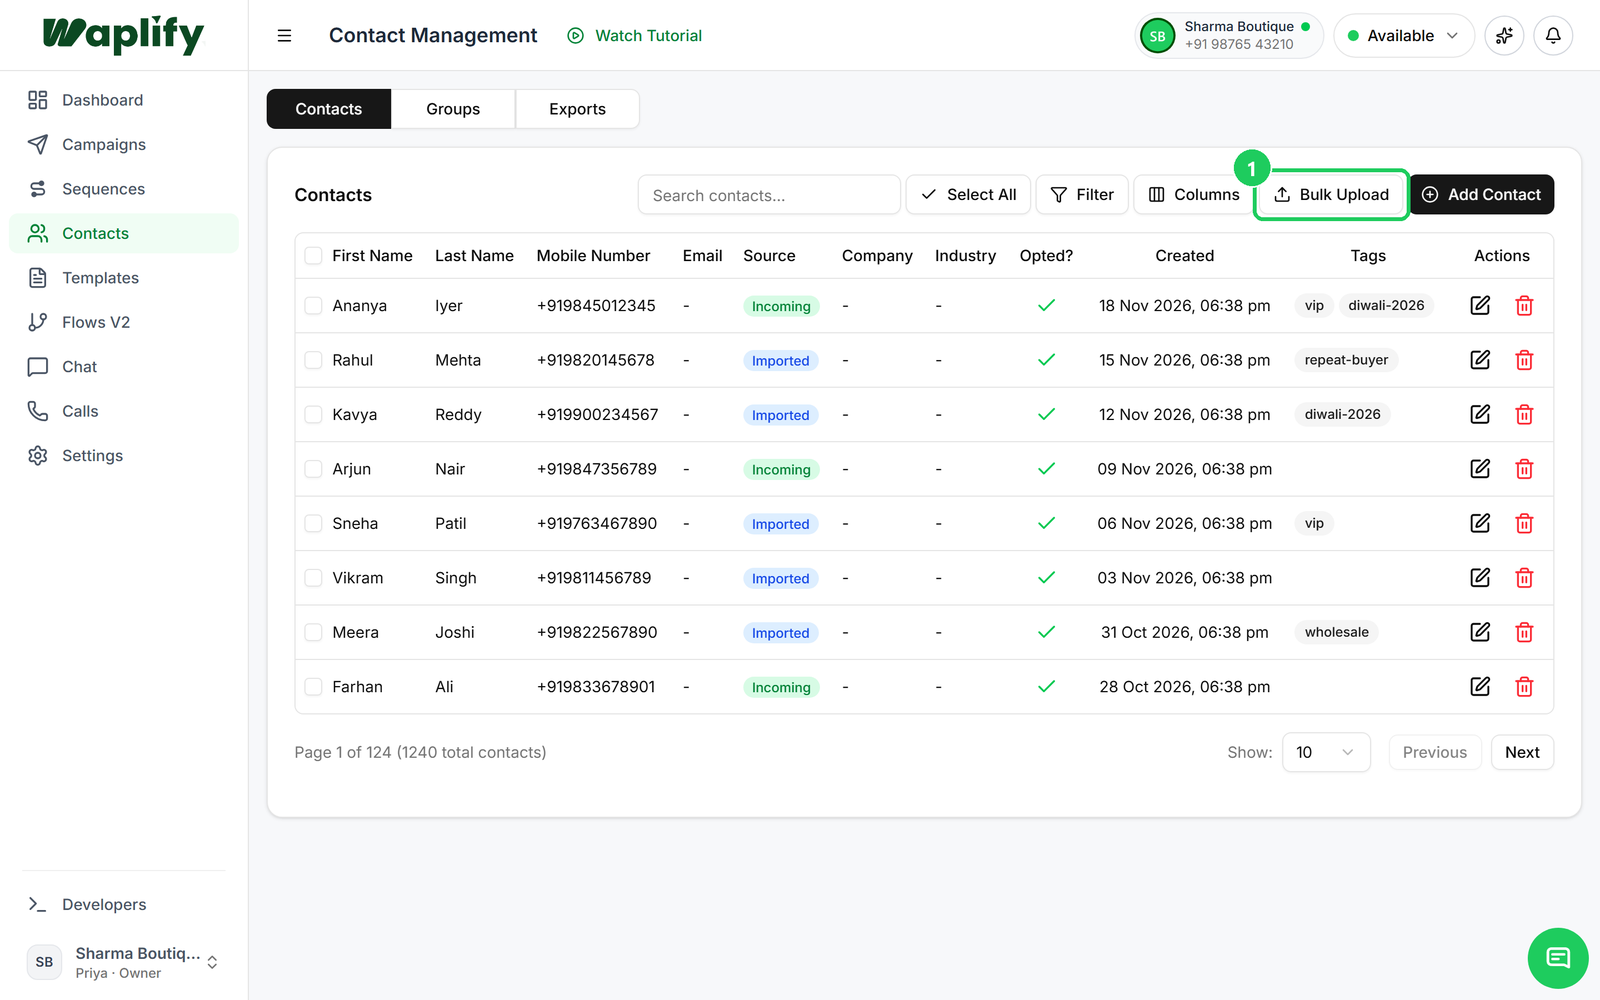 Waplify
Contact Management
Watch Tutorial
SB
Sharma Boutique
+91 98765 43210
Available
Dashboard
Campaigns
Sequences
Contacts
Templates
Flows V2
Chat
Calls
Settings
Developers
SB
Sharma Boutiq...
Priya · Owner
Contacts Groups Exports
1
Contacts
Search contacts... Select All Filter Columns Bulk Upload Add Contact
First Name Last Name Mobile Number Email Source Company Industry Opted? Created Tags Actions
Ananya Iyer +919845012345 - Incoming - - 18 Nov 2026, 06:38 pm vip diwali-2026
Rahul Mehta +919820145678 - Imported - - 15 Nov 2026, 06:38 pm repeat-buyer
Kavya Reddy +919900234567 - Imported - - 12 Nov 2026, 06:38 pm diwali-2026
Arjun Nair +919847356789 - Incoming - - 09 Nov 2026, 06:38 pm
Sneha Patil +919763467890 - Imported - - 06 Nov 2026, 06:38 pm vip
Vikram Singh +919811456789 - Imported - - 03 Nov 2026, 06:38 pm
Meera Joshi +919822567890 - Imported - - 31 Oct 2026, 06:38 pm wholesale
Farhan Ali +919833678901 - Incoming - - 28 Oct 2026, 06:38 pm
Page 1 of 124 (1240 total contacts)
Show: 10 Previous Next